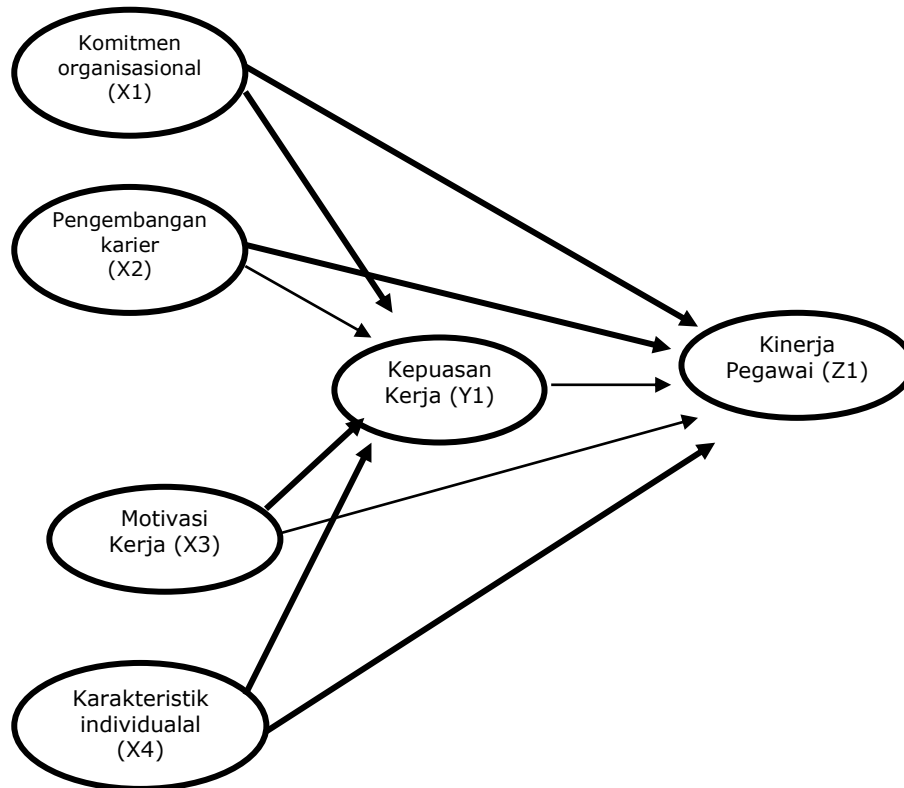 Komitmen
organisasional
(X1)
Pengembangan
karier
(X2)
Kepuasan
Kerja (Y1)
Kinerja
Pegawai (Z1)
Motivasi
Kerja (X3)
Karakteristik
individualal
(X4)